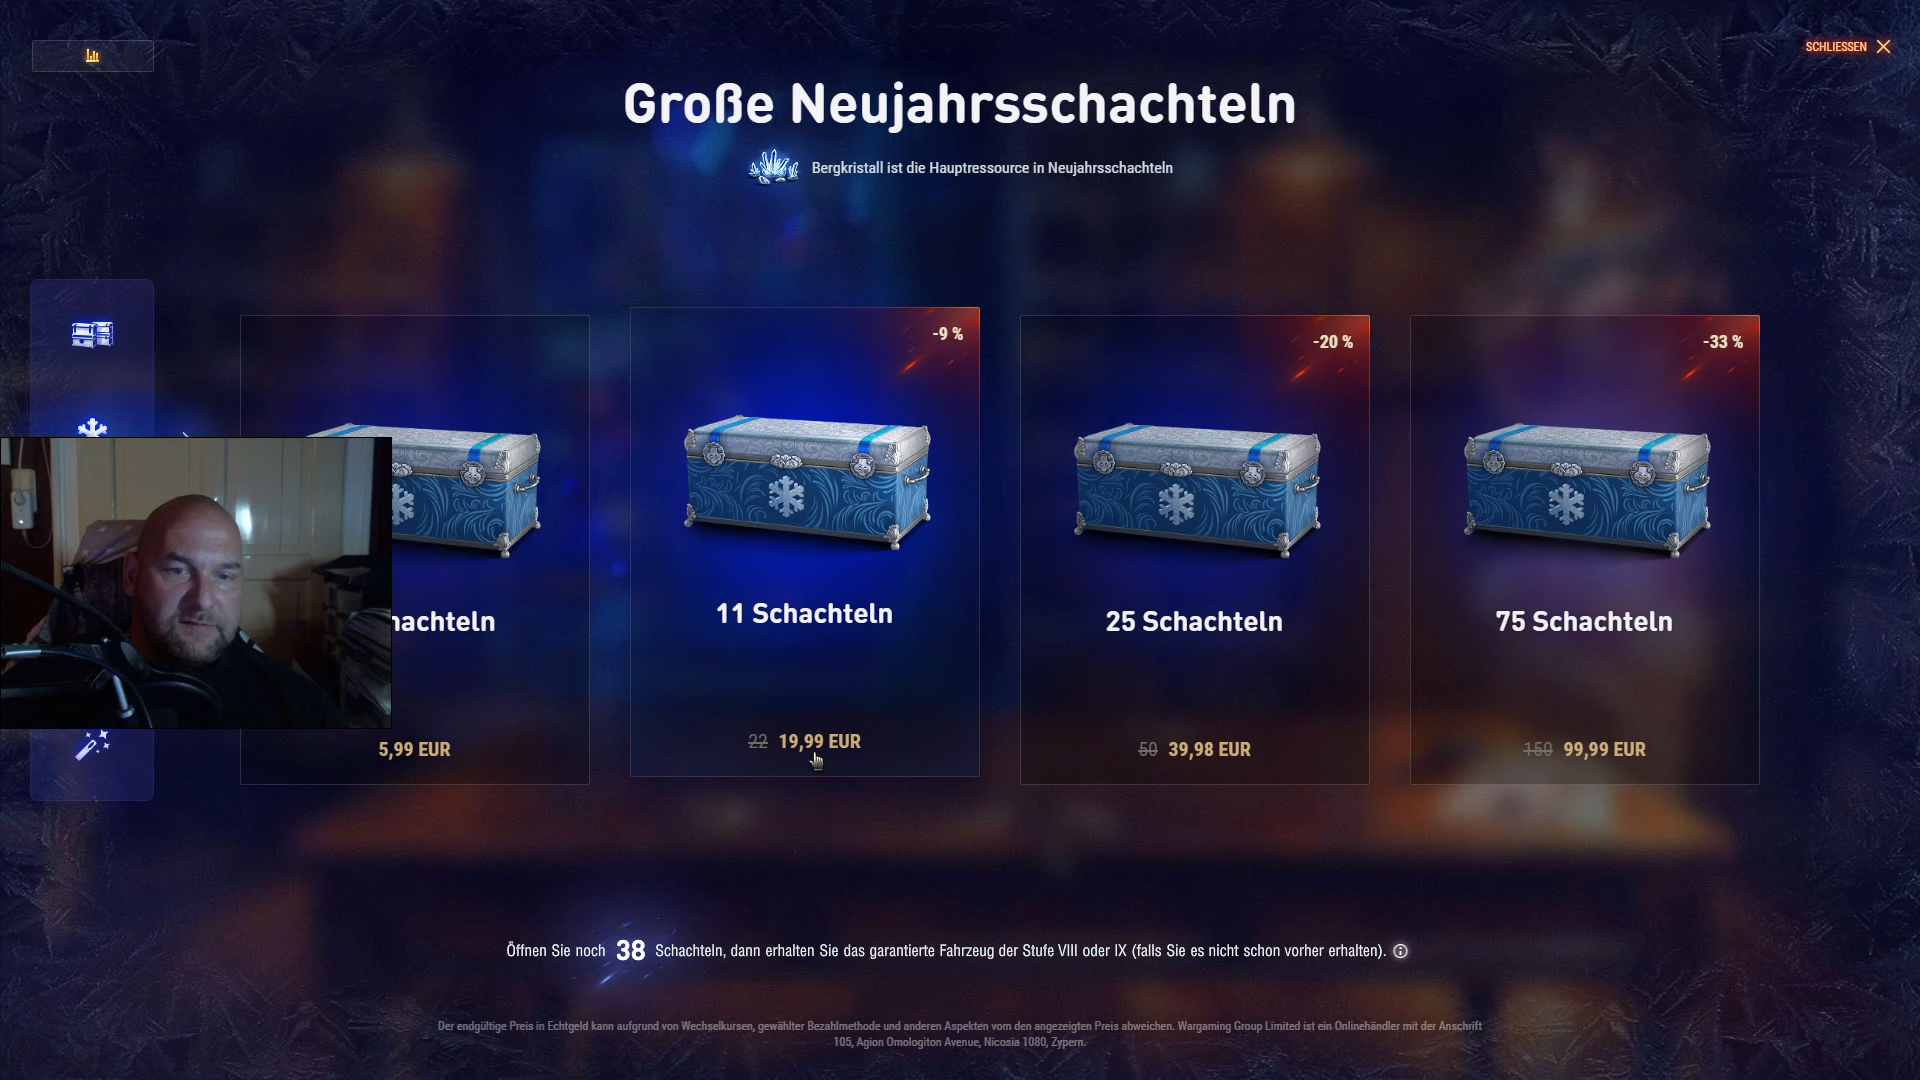 SCHLIESSEN
Große Neujahrsschachteln
Bergkristall ist die Hauptressource in Neujahrsschachteln
-9 %
-20 %
-33 %
11 Schachteln
25 Schachteln
75 Schachteln
5,99 EUR
22 19,99 EUR
50 39,98 EUR
150 99,99 EUR
Öffnen Sie noch 38 Schachteln, dann erhalten Sie das garantierte Fahrzeug der Stufe VIII oder IX (falls Sie es nicht schon vorher erhalten).
Der endgültige Preis in Echtgeld kann aufgrund von Wechselkursen, gewählter Bezahlmethode und anderen Aspekten vom den angezeigten Preis abweichen. Wargaming Group Limited ist ein Onlinehändler mit der Anschrift
105, Agion Omologiton Avenue, Nicosia 1080, Zypern.